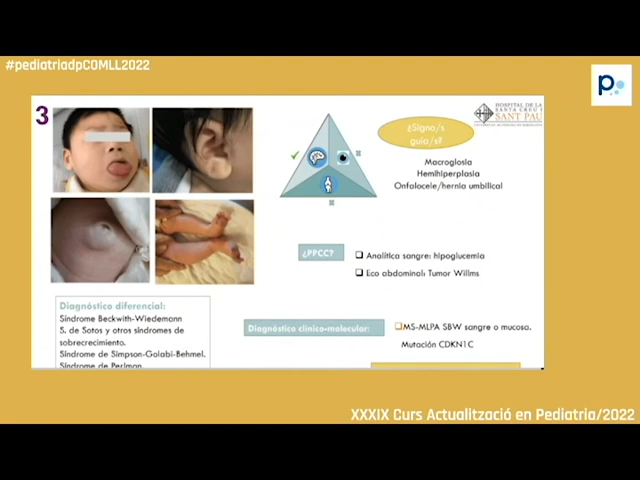 #pediatriadpCOMLL2022
p
3
HOSPITAL DE LA
SANTA CREU I
SANT PAU
¿Signo/s
guía/s?
Macroglosia
Hemihiperplasia
Onfalocele/hernia umbilical
¿PPCC?
Analítica sangre: hipoglucemia
Eco abdominal: Tumor Willms
Diagnóstico diferencial:
Síndrome Beckwith-Wiedemann
S. de Sotos y otros síndromes de
sobrecrecimiento.
Síndrome de Simpson-Golabi-Behmel.
Síndrome de Perlman
Diagnóstico clínico-molecular:
MS-MLPA SBW sangre o mucosa.
Mutación CDKN1C
XXXIX Curs Actualització en Pediatria/2022